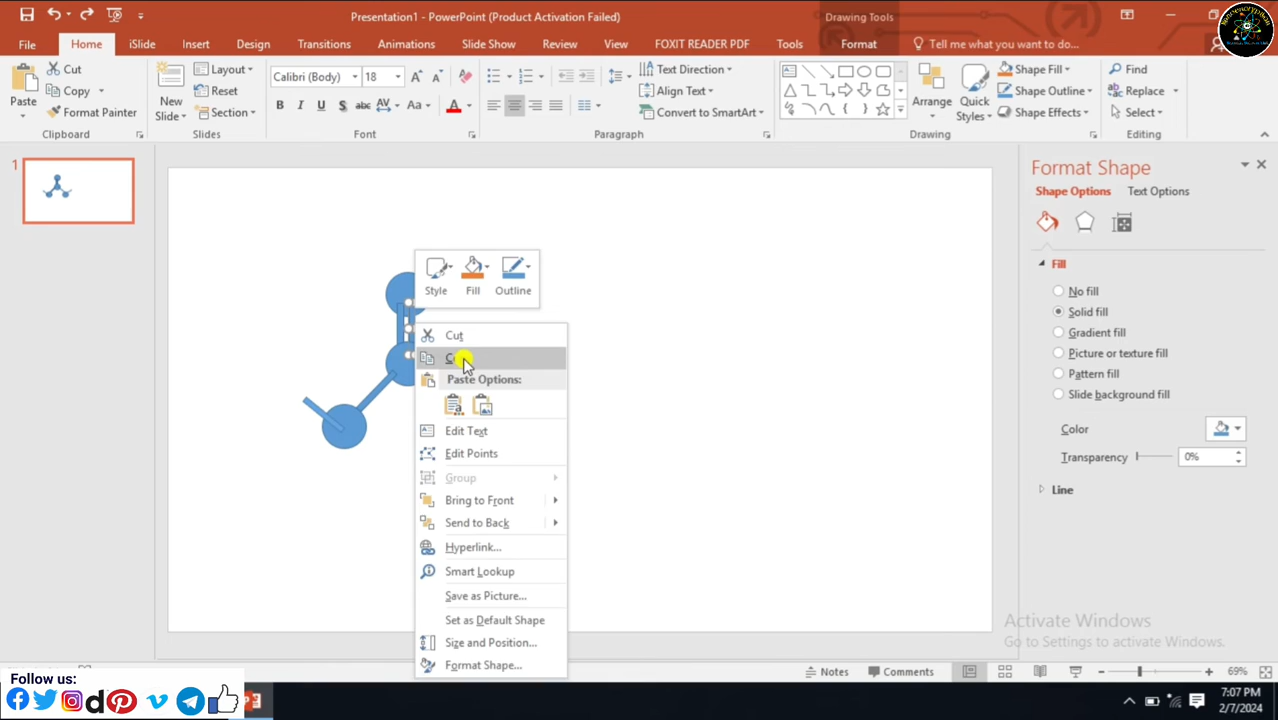 Presentation1 - PowerPoint (Product Activation Failed)
Drawing Tools
File
Home
iSlide
Insert
Design
Transitions
Animations
Slide Show
Review
View
FOXIT READER PDF
Tools
Format
Tell me what you want to do...
Paste
Cut
Copy
Format Painter
Clipboard
New
Slide
Layout
Reset
Section
Slides
Calibri (Body)
18
B I U S abc AV Aa A
Font
Text Direction
Align Text
Convert to SmartArt
Paragraph
Arrange
Quick
Styles
Shape Fill
Shape Outline
Shape Effects
Drawing
Find
Replace
Select
Editing
1
Style
Fill
Outline
Cut
Paste Options:
Edit Text
Edit Points
Group
Bring to Front
Send to Back
Hyperlink...
Smart Lookup
Save as Picture...
Set as Default Shape
Size and Position...
Format Shape...
Format Shape
Shape Options
Text Options
Fill
No fill
Solid fill
Gradient fill
Picture or texture fill
Pattern fill
Slide background fill
Color
Transparency
0%
Line
Activate Windows
Go to Settings to activate Windows.
Notes
Comments
69%
Follow us:
7:07 PM
2/7/2024